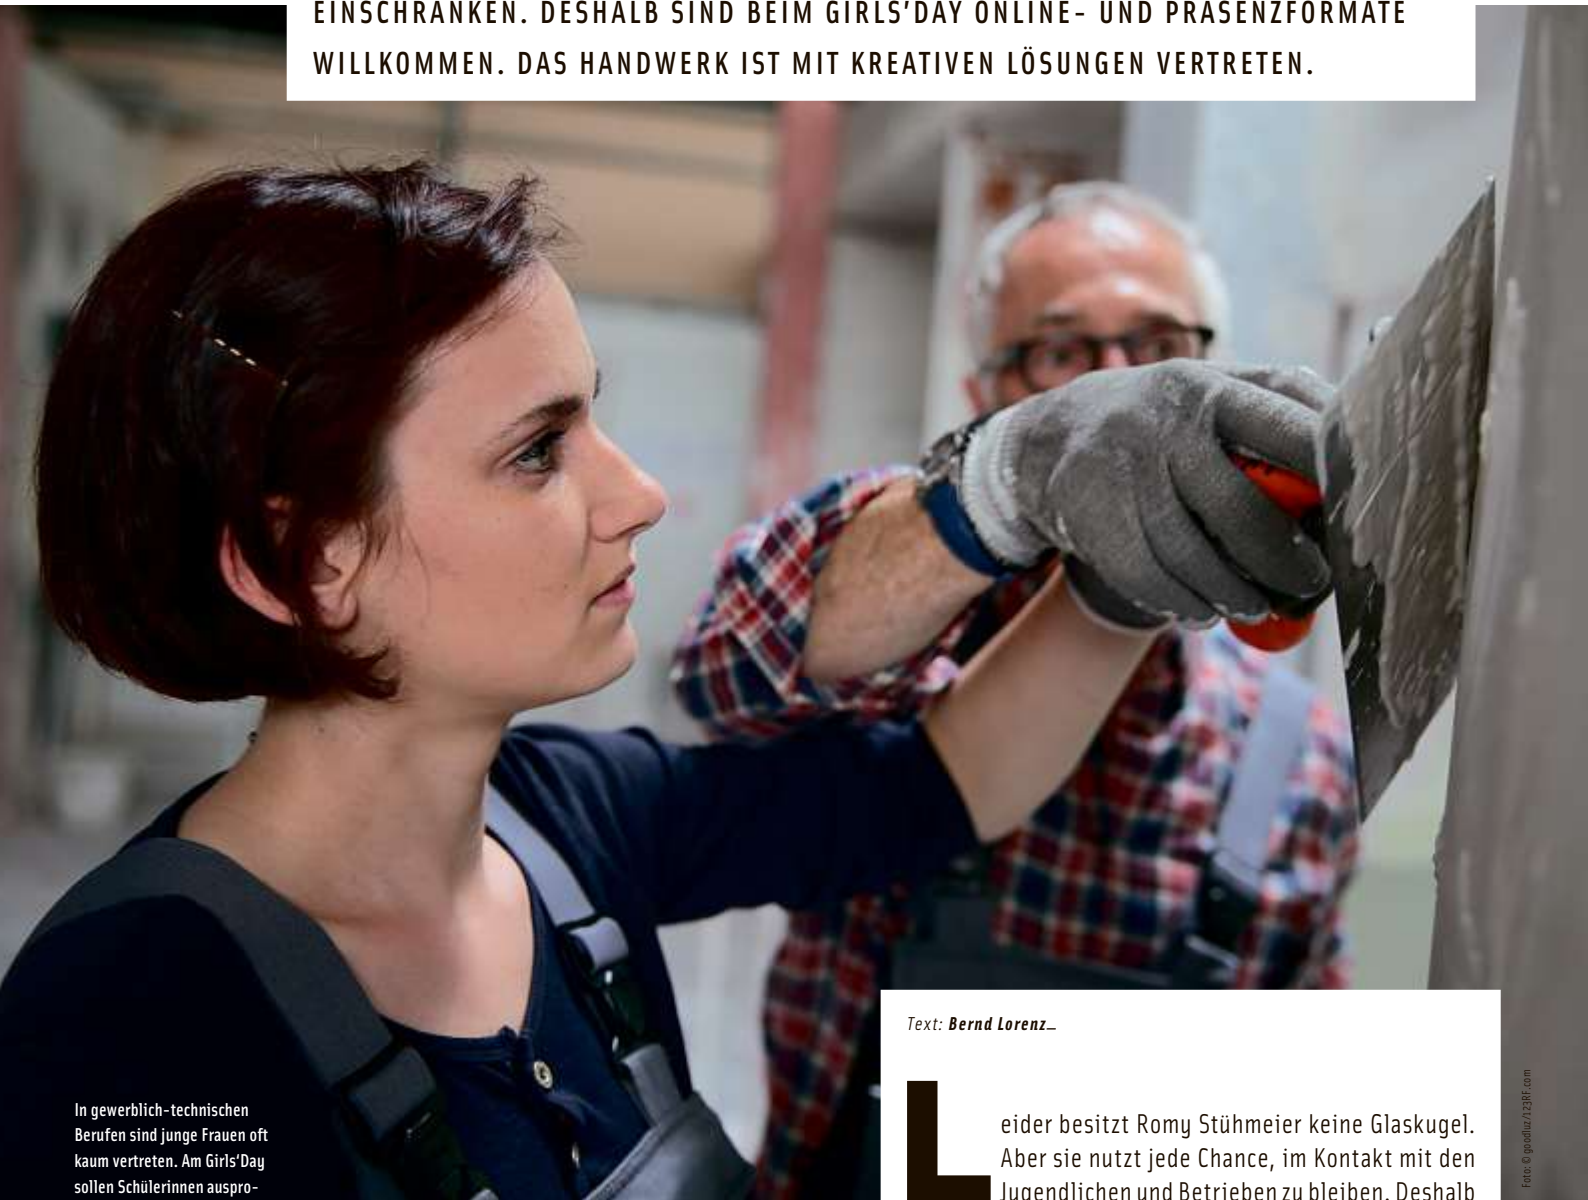 EINSCHRÄNKEN. DESHALB SIND BEIM GIRLS’DAY ONLINE- UND PRÄSENZFORMATE
WILLKOMMEN. DAS HANDWERK IST MIT KREATIVEN LÖSUNGEN VERTRETEN.
Text: Bernd Lorenz_
Leider besitzt Romy Stühmeier keine Glaskugel.
Aber sie nutzt jede Chance, im Kontakt mit den
Jugendlichen und Betrieben zu bleiben. Deshalb
In gewerblich-technischen
Berufen sind junge Frauen oft
kaum vertreten. Am Girls’Day
sollen Schülerinnen auspro-
Foto: © goodluz/123RF.com